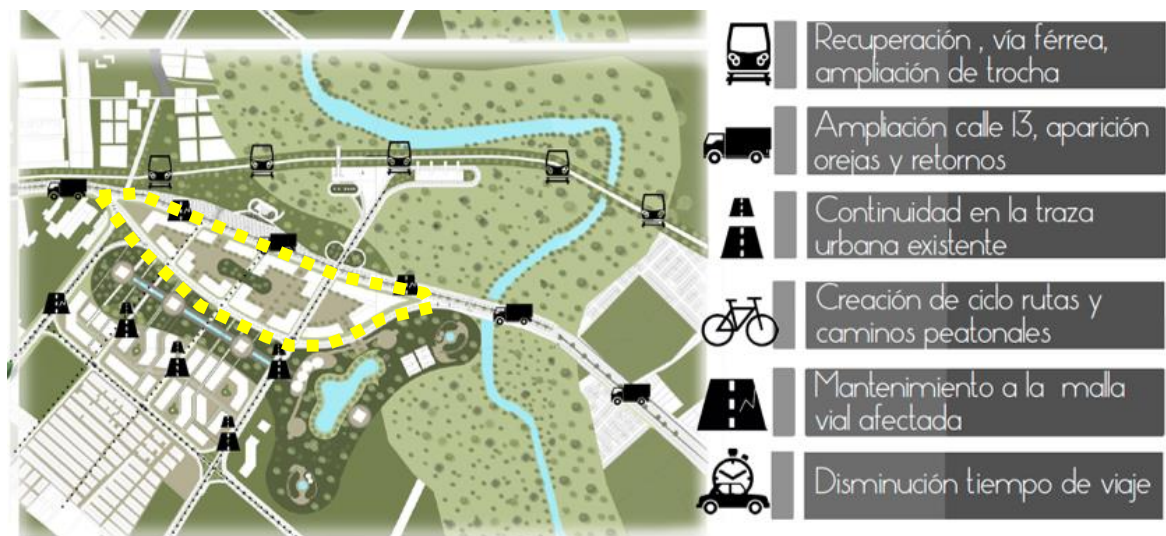 Recuperación , vía férrea,
ampliación de trocha
Ampliación calle 13, aparición
orejas y retornos
Continuidad en la traza
urbana existente
Creación de ciclo rutas y
caminos peatonales
Mantenimiento a la malla
vial afectada
Disminución tiempo de viaje